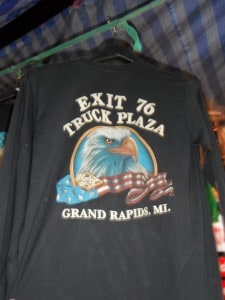 EXIT 76
TRUCK PLAZA
GRAND RAPIDS, MI.